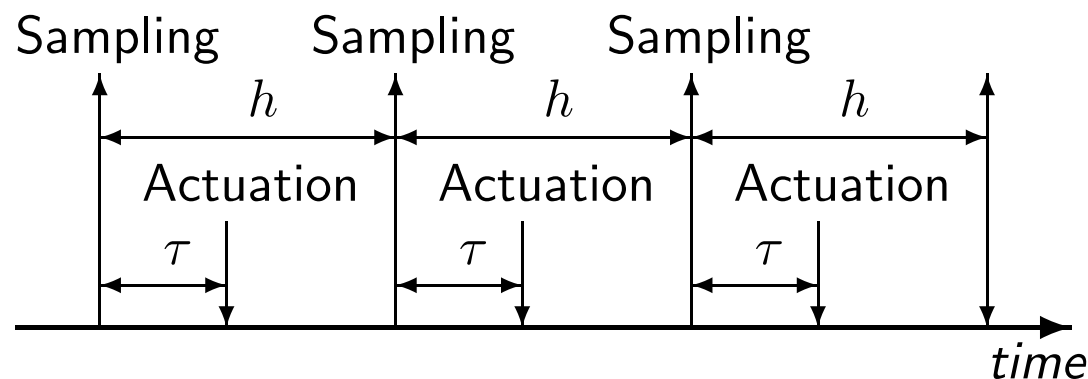 Sampling Sampling Sampling
h h h
Actuation Actuation Actuation
τ τ τ
time